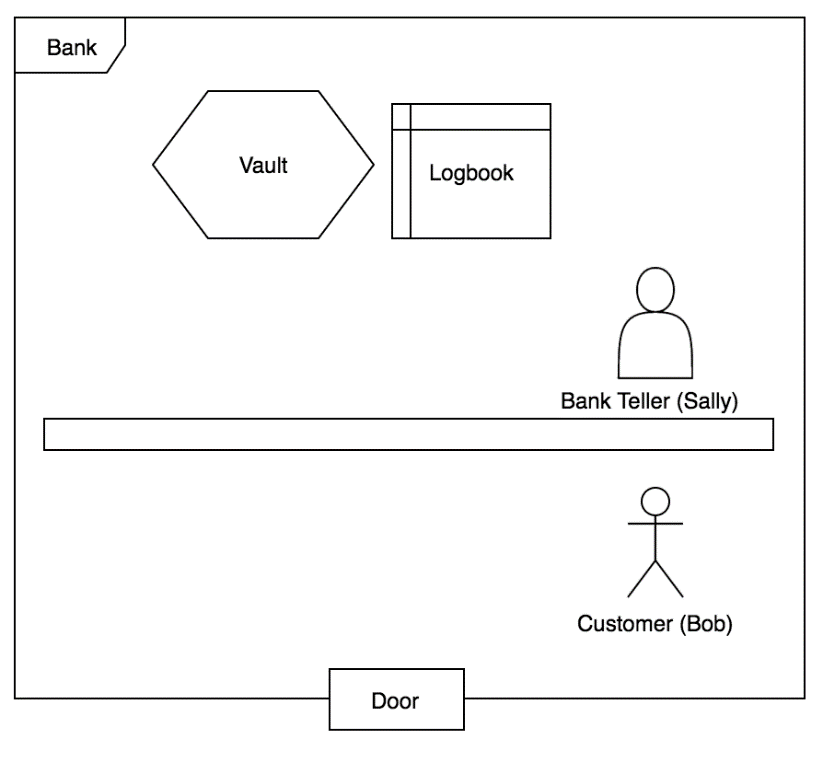 Bank
Vault
Logbook
Bank Teller (Sally)
Customer (Bob)
Door